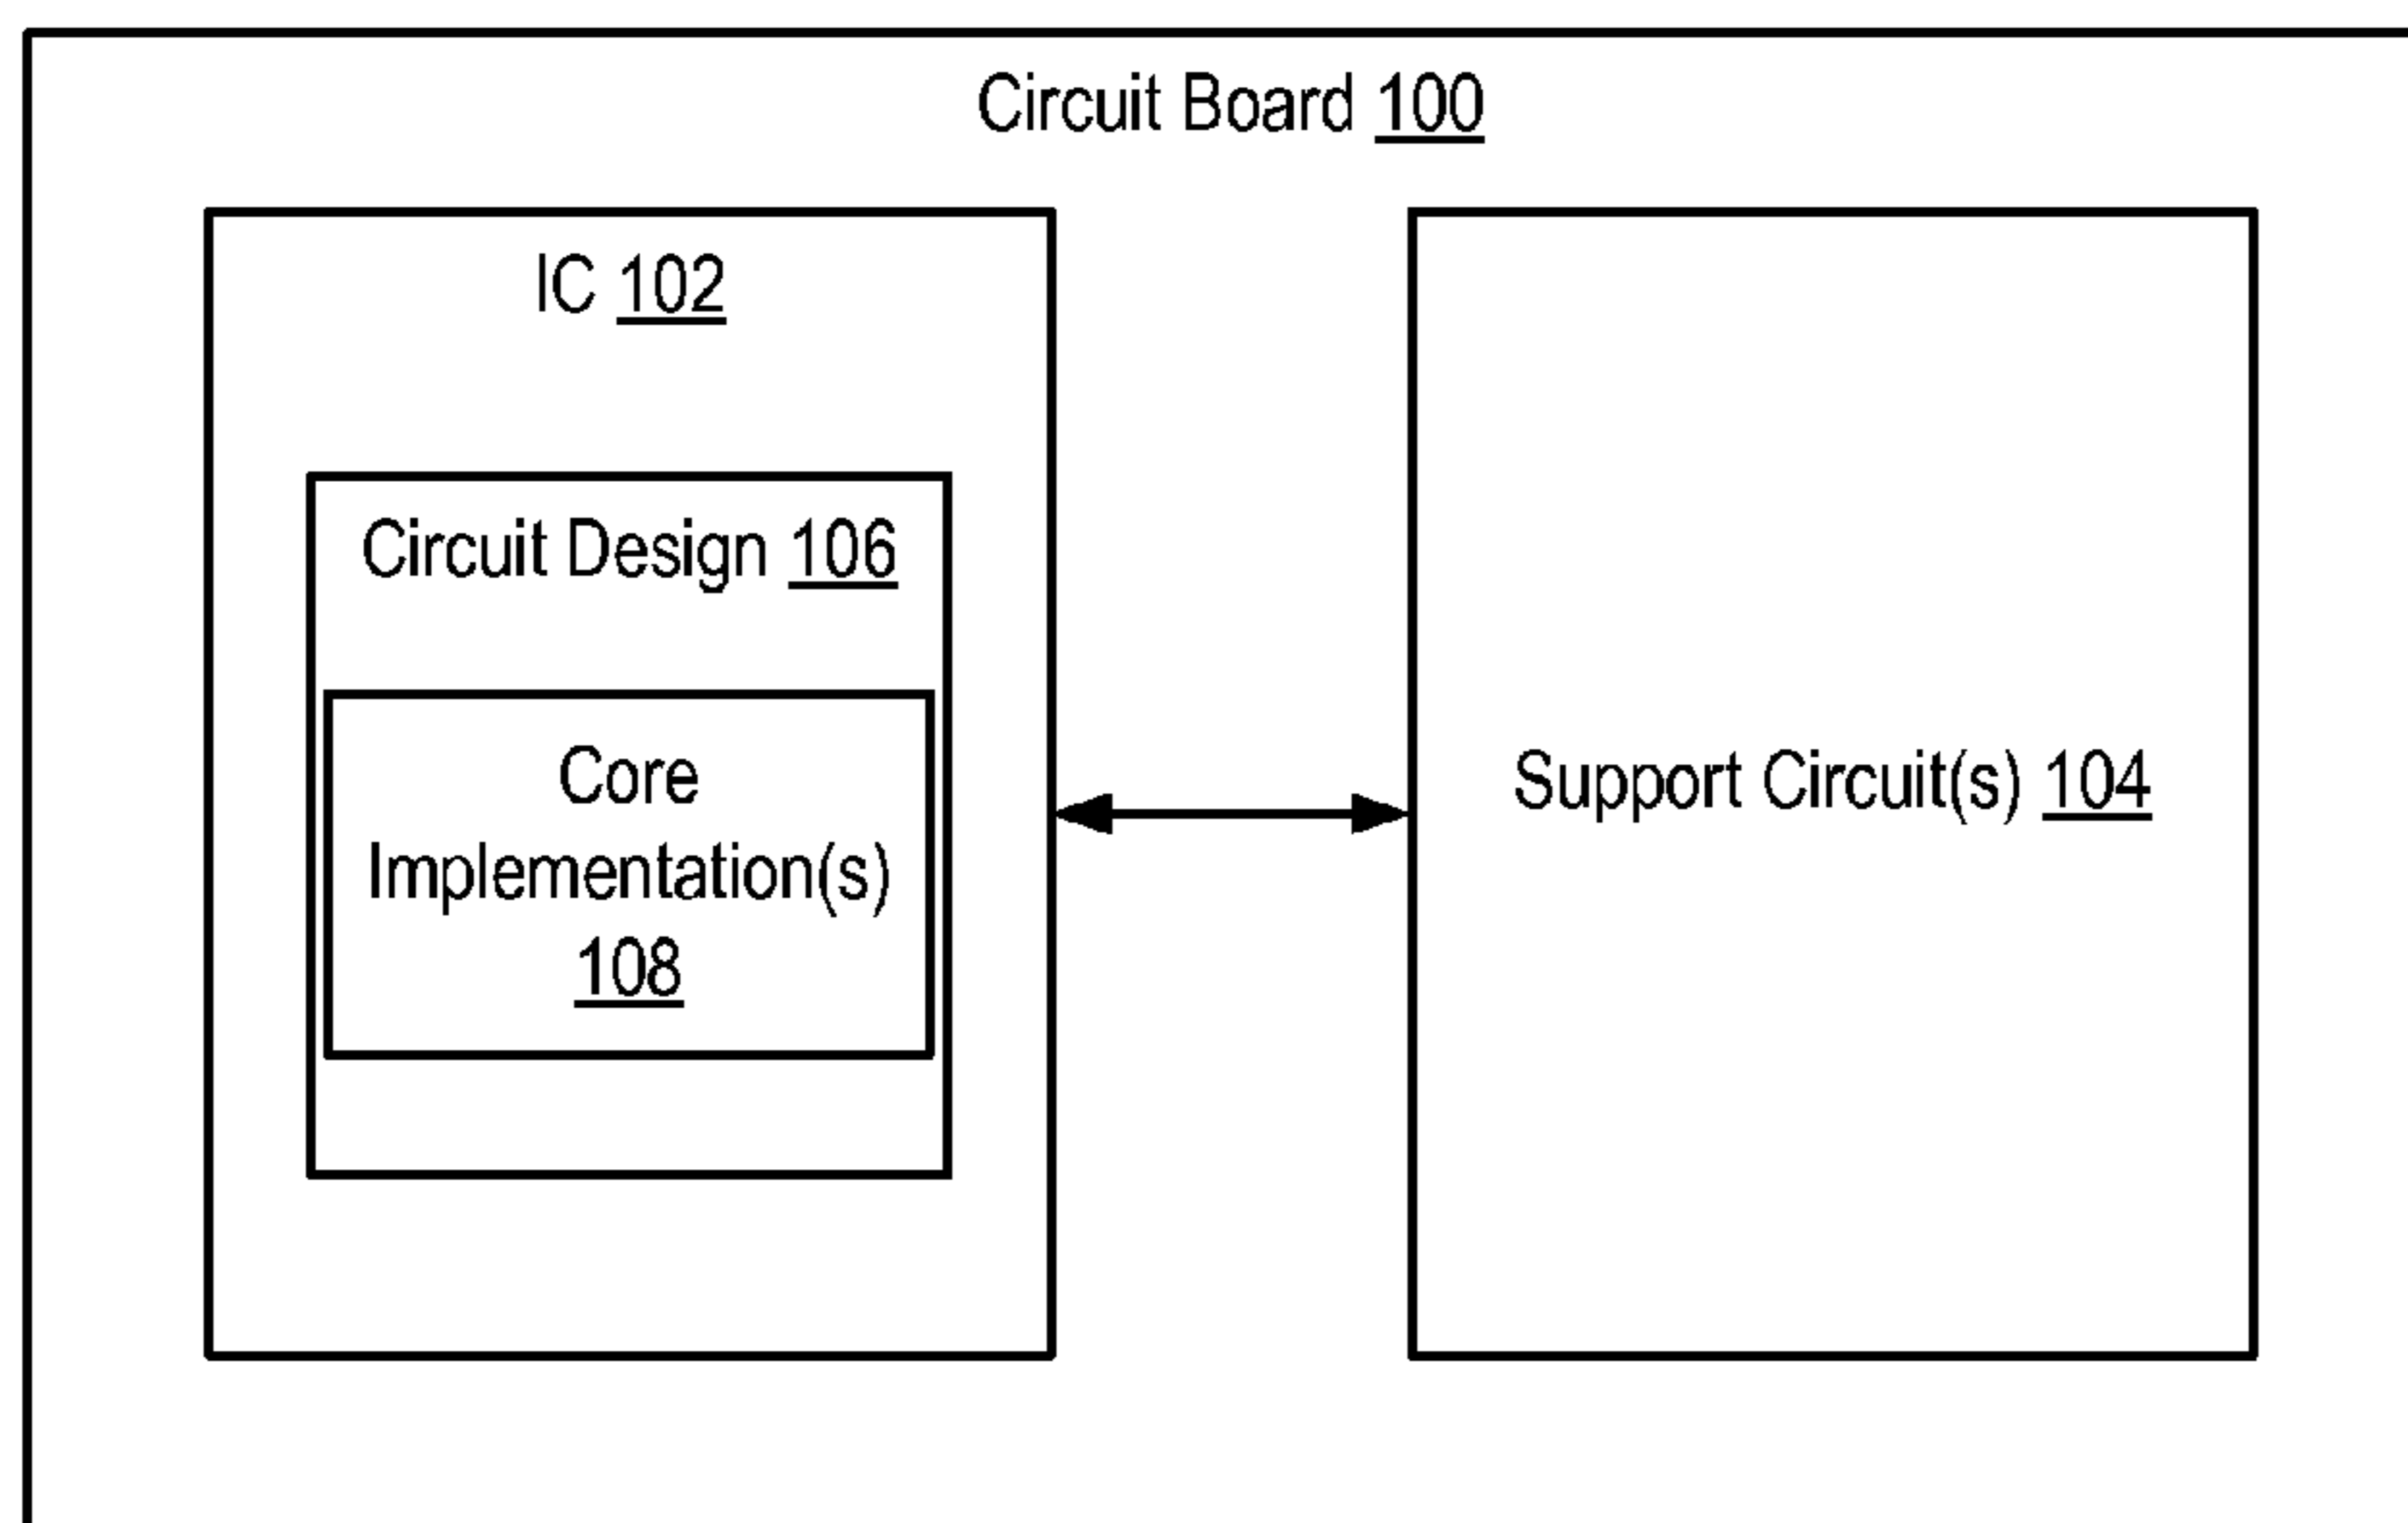 Circuit Board 100
IC 102
Circuit Design 106
Core
Implementation(s)
108
Support Circuit(s) 104